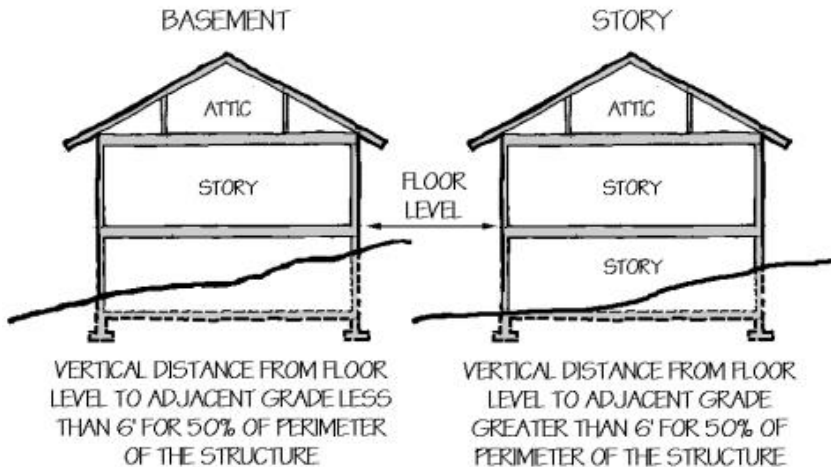 BASEMENT
ATTIC
STORY
VERTICAL DISTANCE FROM FLOOR
LEVEL TO ADJACENT GRADE LESS
THAN 6' FOR 50% OF PERIMETER
OF THE STRUCTURE
FLOOR
LEVEL
STORY
ATTIC
STORY
STORY
VERTICAL DISTANCE FROM FLOOR
LEVEL TO ADJACENT GRADE
GREATER THAN 6' FOR 50% OF
PERIMETER OF THE STRUCTURE